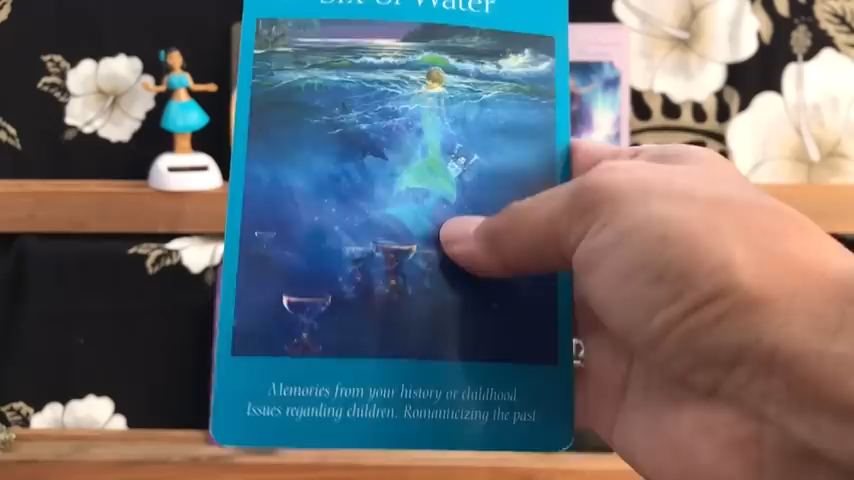 Six of Water
Memories from your history or childhood
Issues regarding children. Romanticizing the past